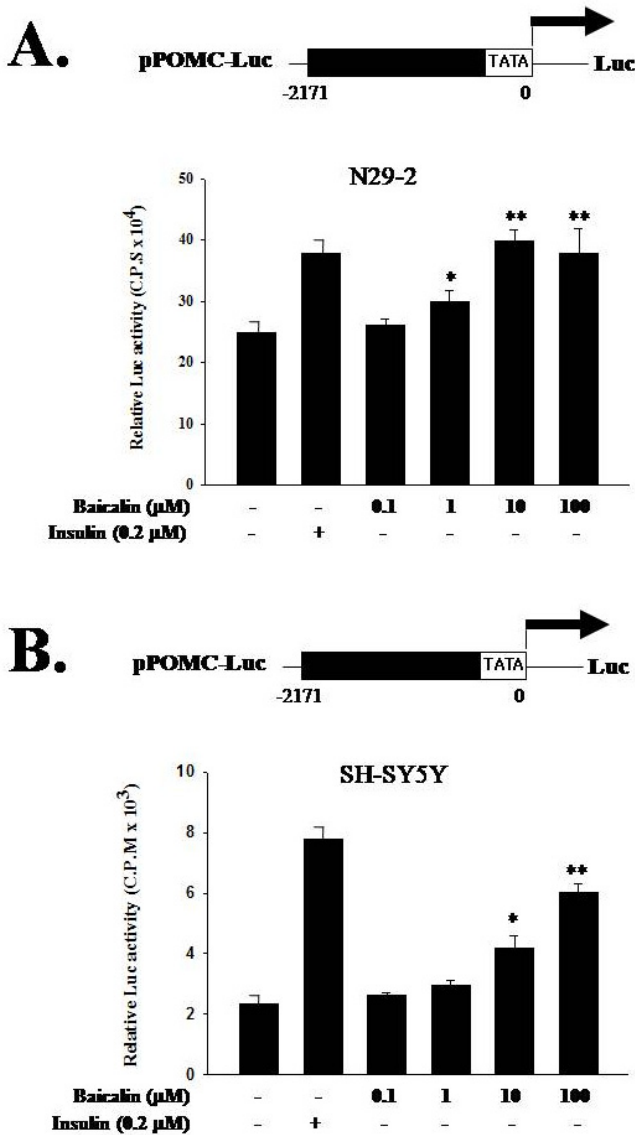 A.
pPOMC-Luc
TATA
Luc
-2171
0
N29-2
Relative Luc activity (C.P.S x 10⁴)
50
40
30
20
10
0
*
**
**
Baicalin (µM) - - 0.1 1 10 100
Insulin (0.2 µM) - + - - - -
B.
pPOMC-Luc
TATA
Luc
-2171
0
SH-SY5Y
Relative Luc activity (C.P.M x 10³)
10
8
6
4
2
0
*
**
Baicalin (µM) - - 0.1 1 10 100
Insulin (0.2 µM) - + - - - -